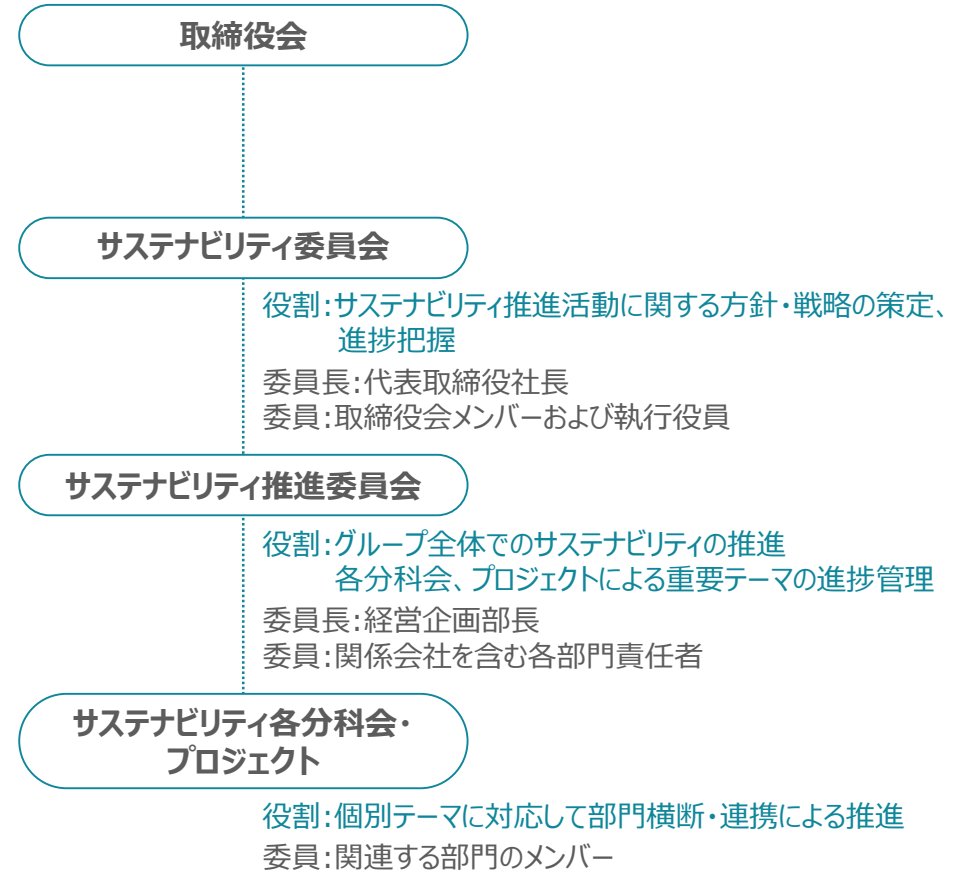 取締役会
サステナビリティ委員会
役割：サステナビリティ推進活動に関する方針・戦略の策定、
進捗把握
委員長：代表取締役社長
委員：取締役会メンバーおよび執行役員
サステナビリティ推進委員会
役割：グループ全体でのサステナビリティの推進
各分科会、プロジェクトによる重要テーマの進捗管理
委員長：経営企画部長
委員：関係会社を含む各部門責任者
サステナビリティ各分科会・
プロジェクト
役割：個別テーマに対応して部門横断・連携による推進
委員：関連する部門のメンバー